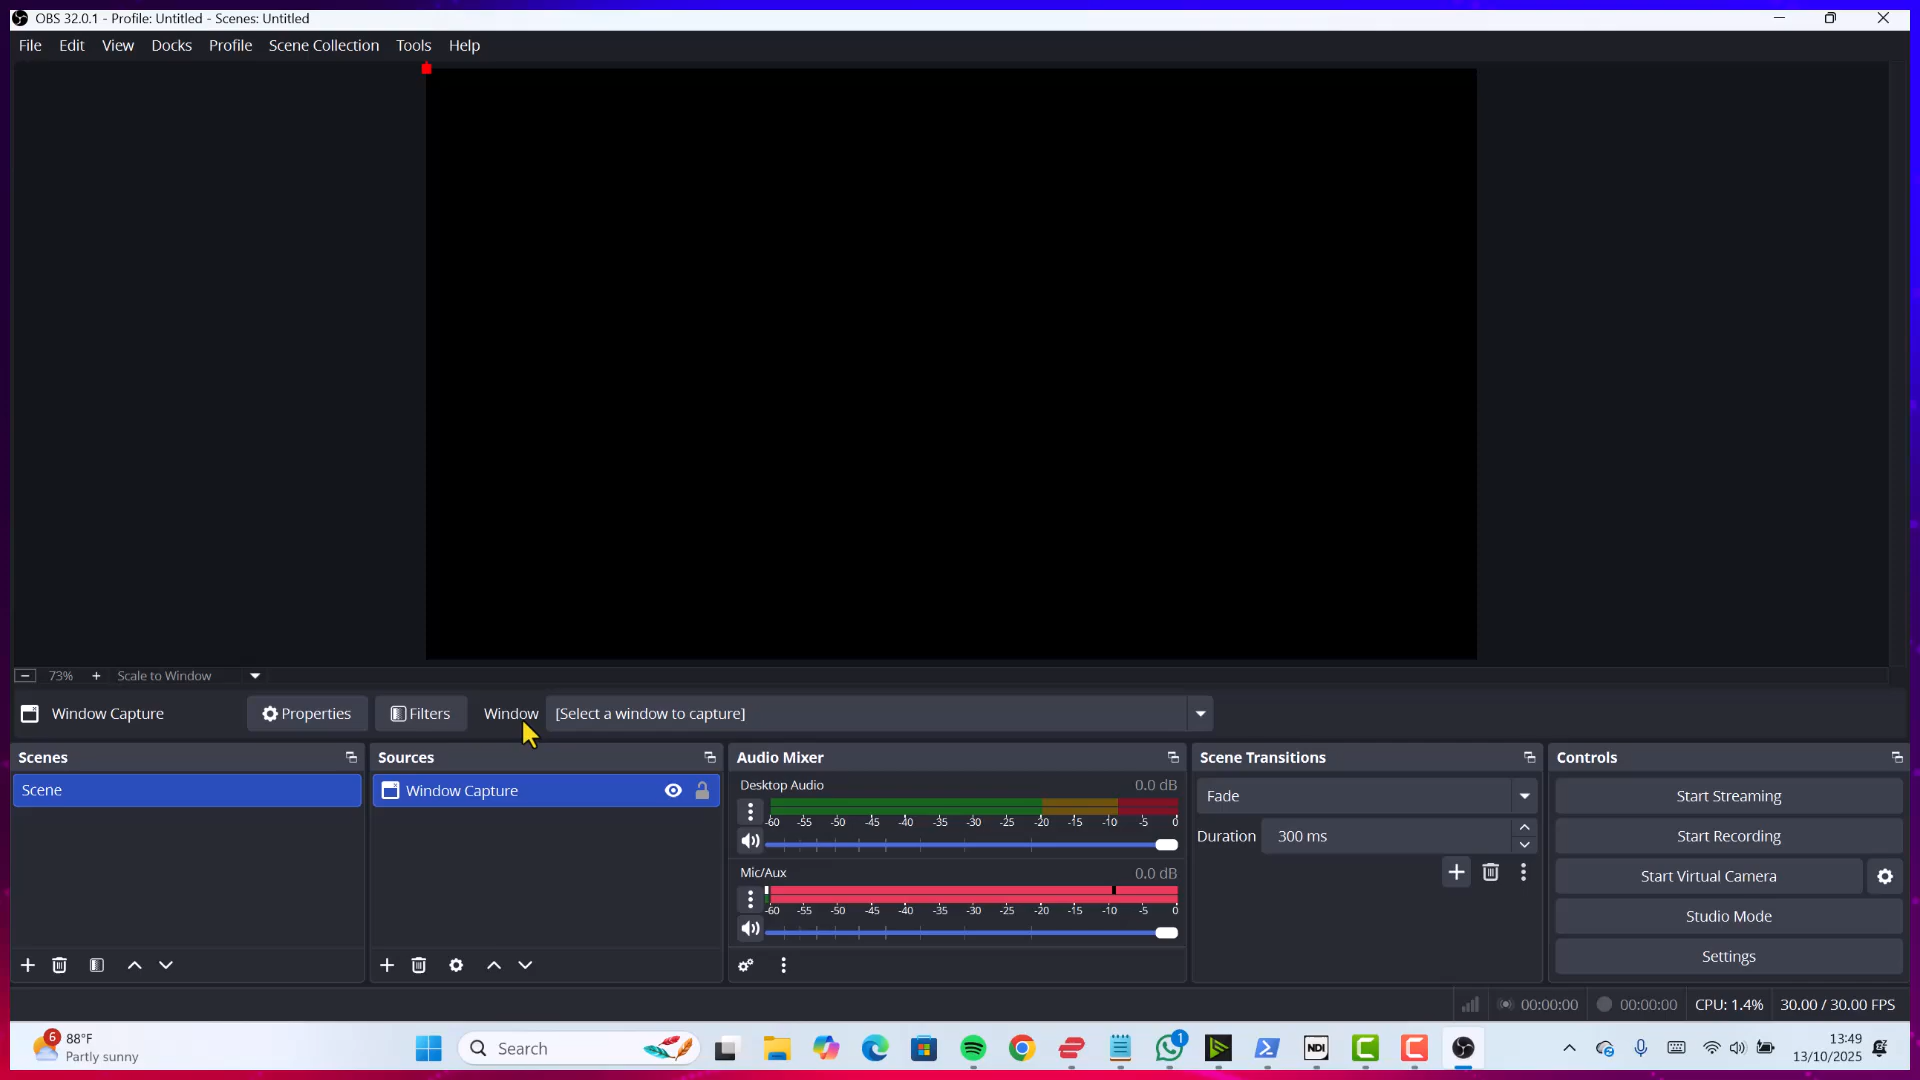 OBS 32.0.1 - Profile: Untitled - Scenes: Untitled
File Edit View Docks Profile Scene Collection Tools Help
73% Scale to Window
Window Capture Properties Filters Window [Select a window to capture]
Scenes
Scene
Sources
Window Capture
Audio Mixer
Desktop Audio 0.0 dB
-60 -55 -50 -45 -40 -35 -30 -25 -20 -15 -10 -5 0
Mic/Aux 0.0 dB
-60 -55 -50 -45 -40 -35 -30 -25 -20 -15 -10 -5 0
Scene Transitions
Fade
Duration 300 ms
Controls
Start Streaming
Start Recording
Start Virtual Camera
Studio Mode
Settings
00:00:00 00:00:00 CPU: 1.4% 30.00 / 30.00 FPS
6 88°F
Partly sunny
Search
1
NDI
13:49
13/10/2025